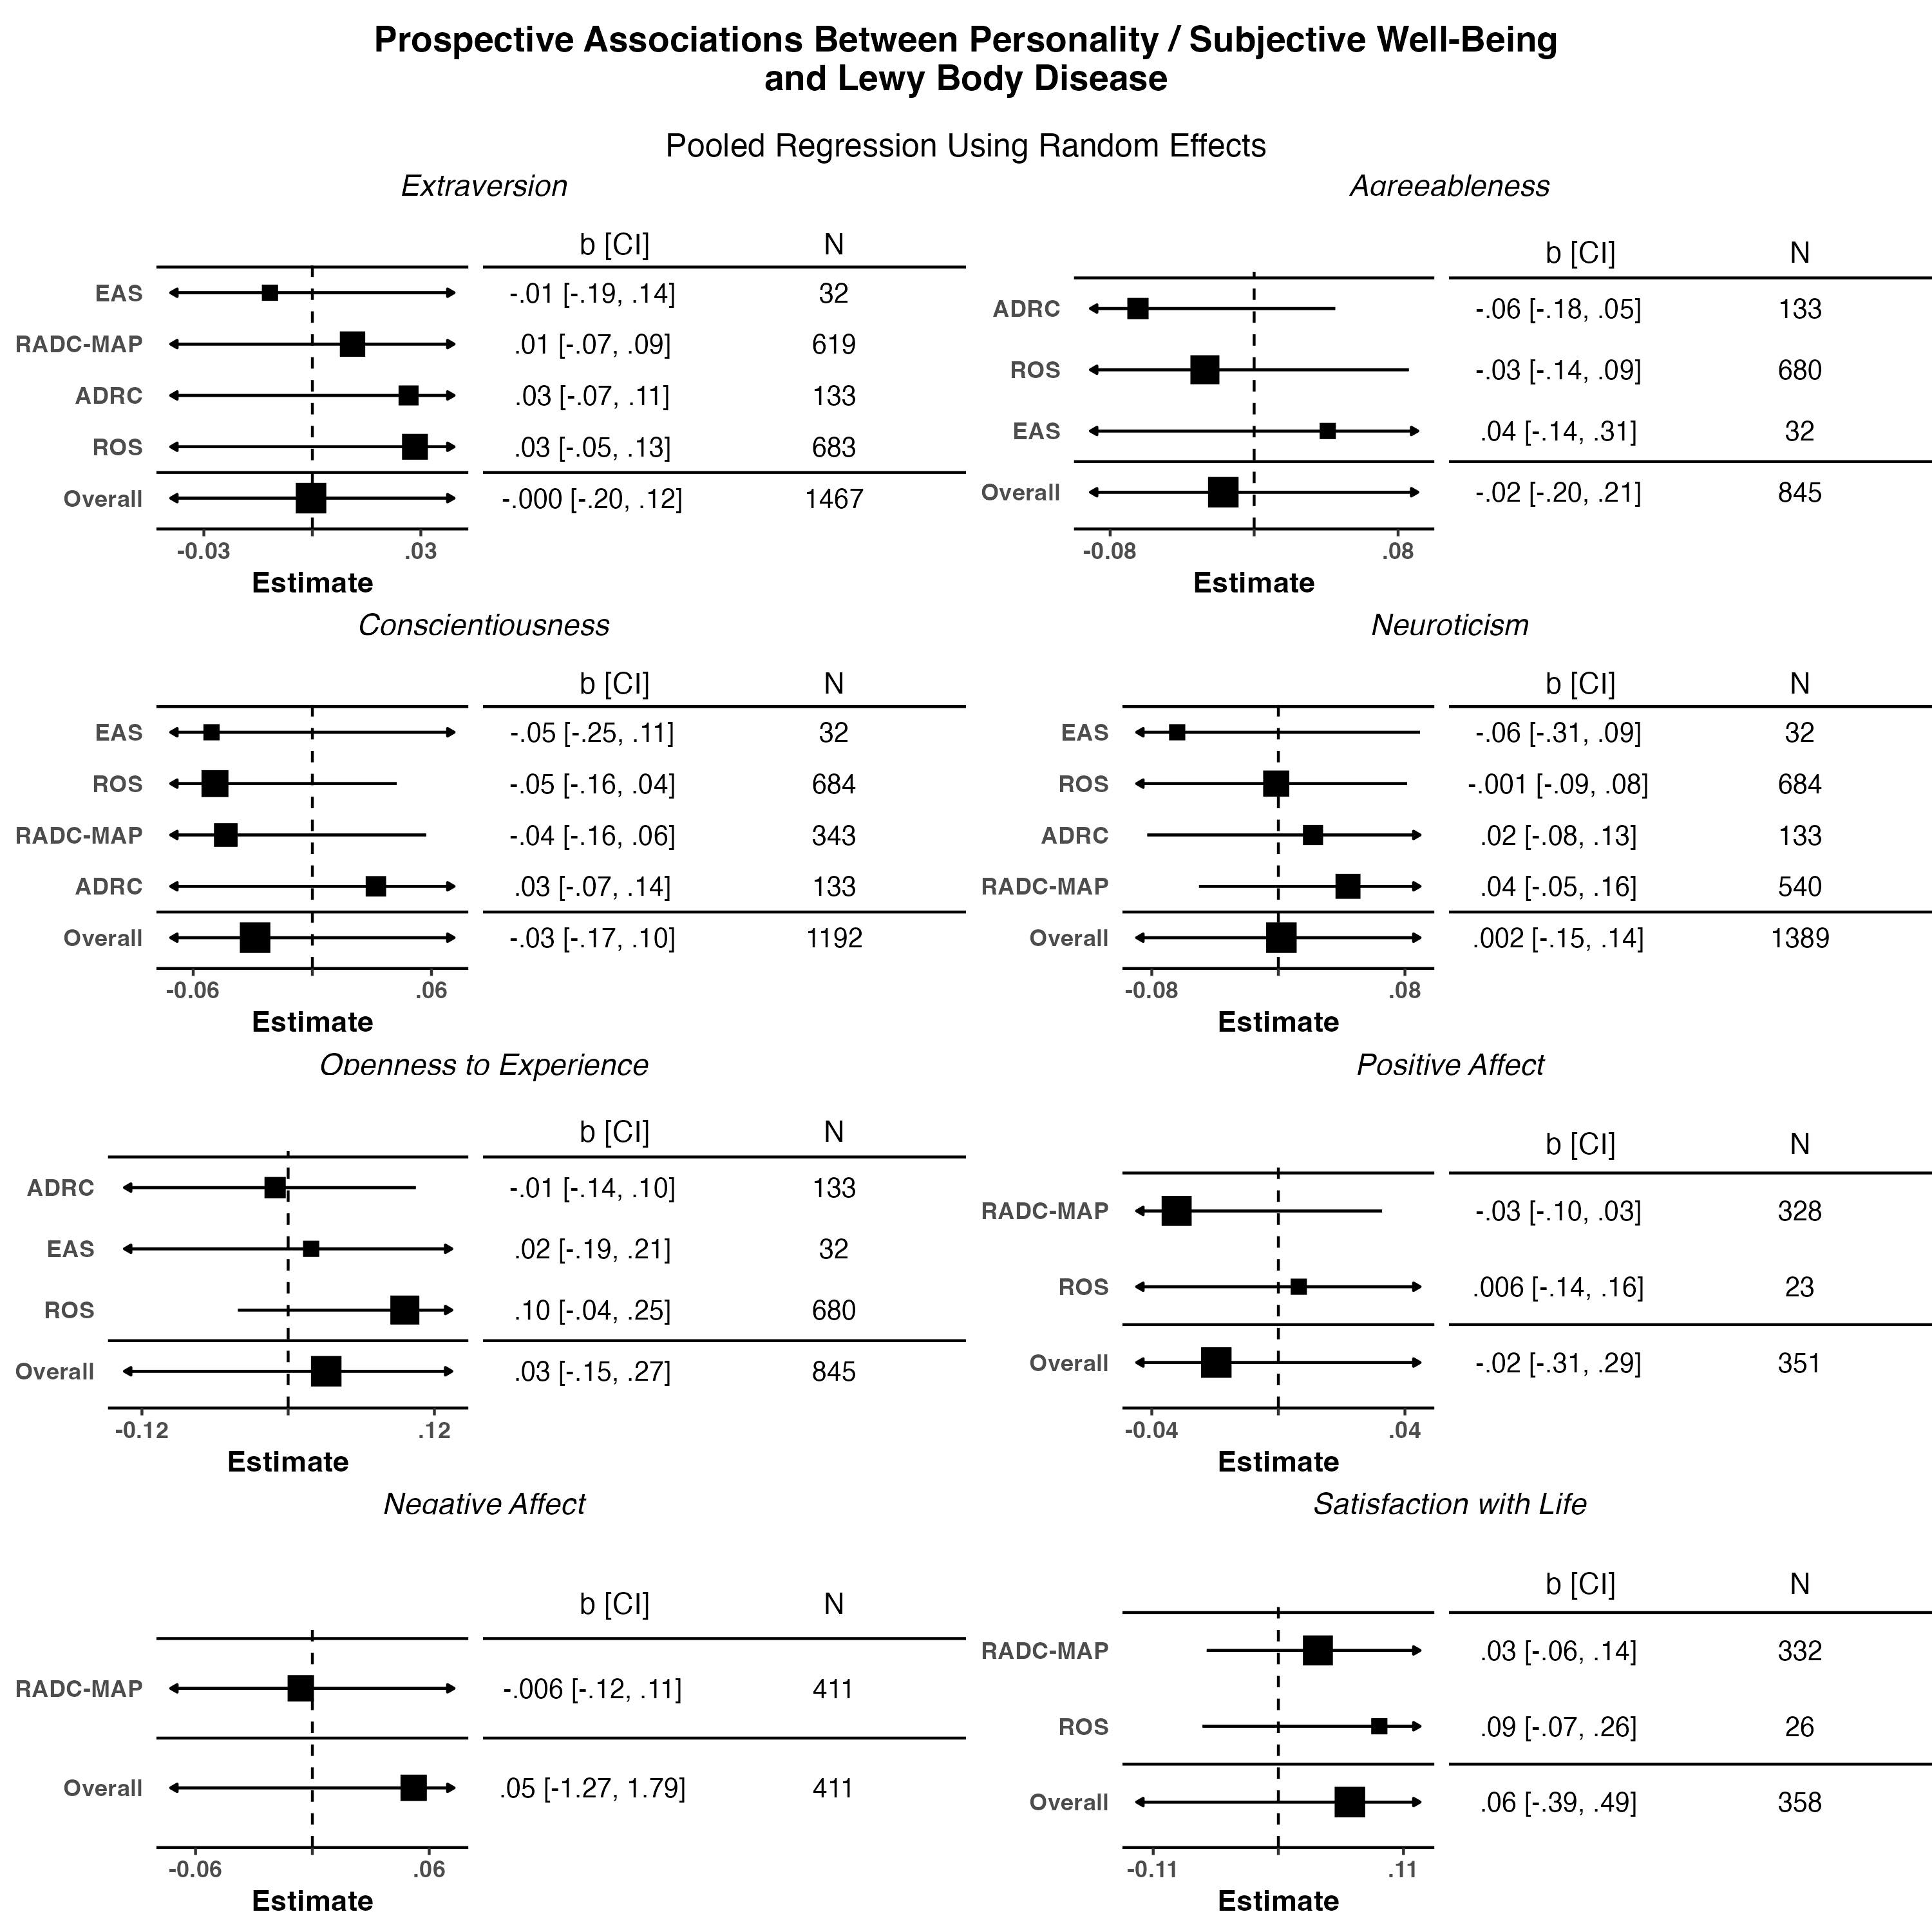 Prospective Associations Between Personality / Subjective Well-Being
and Lewy Body Disease
Pooled Regression Using Random Effects
Extraversion
b [CI] N
EAS -.01 [-.19, .14] 32
RADC-MAP .01 [-.07, .09] 619
ADRC .03 [-.07, .11] 133
ROS .03 [-.05, .13] 683
Overall -.000 [-.20, .12] 1467
-0.03 .03
Estimate
Agreeableness
b [CI] N
ADRC -.06 [-.18, .05] 133
ROS -.03 [-.14, .09] 680
EAS .04 [-.14, .31] 32
Overall -.02 [-.20, .21] 845
-0.08 .08
Estimate
Conscientiousness
b [CI] N
EAS -.05 [-.25, .11] 32
ROS -.05 [-.16, .04] 684
RADC-MAP -.04 [-.16, .06] 343
ADRC .03 [-.07, .14] 133
Overall -.03 [-.17, .10] 1192
-0.06 .06
Estimate
Neuroticism
b [CI] N
EAS -.06 [-.31, .09] 32
ROS -.001 [-.09, .08] 684
ADRC .02 [-.08, .13] 133
RADC-MAP .04 [-.05, .16] 540
Overall .002 [-.15, .14] 1389
-0.08 .08
Estimate
Openness to Experience
b [CI] N
ADRC -.01 [-.14, .10] 133
EAS .02 [-.19, .21] 32
ROS .10 [-.04, .25] 680
Overall .03 [-.15, .27] 845
-0.12 .12
Estimate
Positive Affect
b [CI] N
RADC-MAP -.03 [-.10, .03] 328
ROS .006 [-.14, .16] 23
Overall -.02 [-.31, .29] 351
-0.04 .04
Estimate
Negative Affect
b [CI] N
RADC-MAP -.006 [-.12, .11] 411
Overall .05 [-1.27, 1.79] 411
-0.06 .06
Estimate
Satisfaction with Life
b [CI] N
RADC-MAP .03 [-.06, .14] 332
ROS .09 [-.07, .26] 26
Overall .06 [-.39, .49] 358
-0.11 .11
Estimate